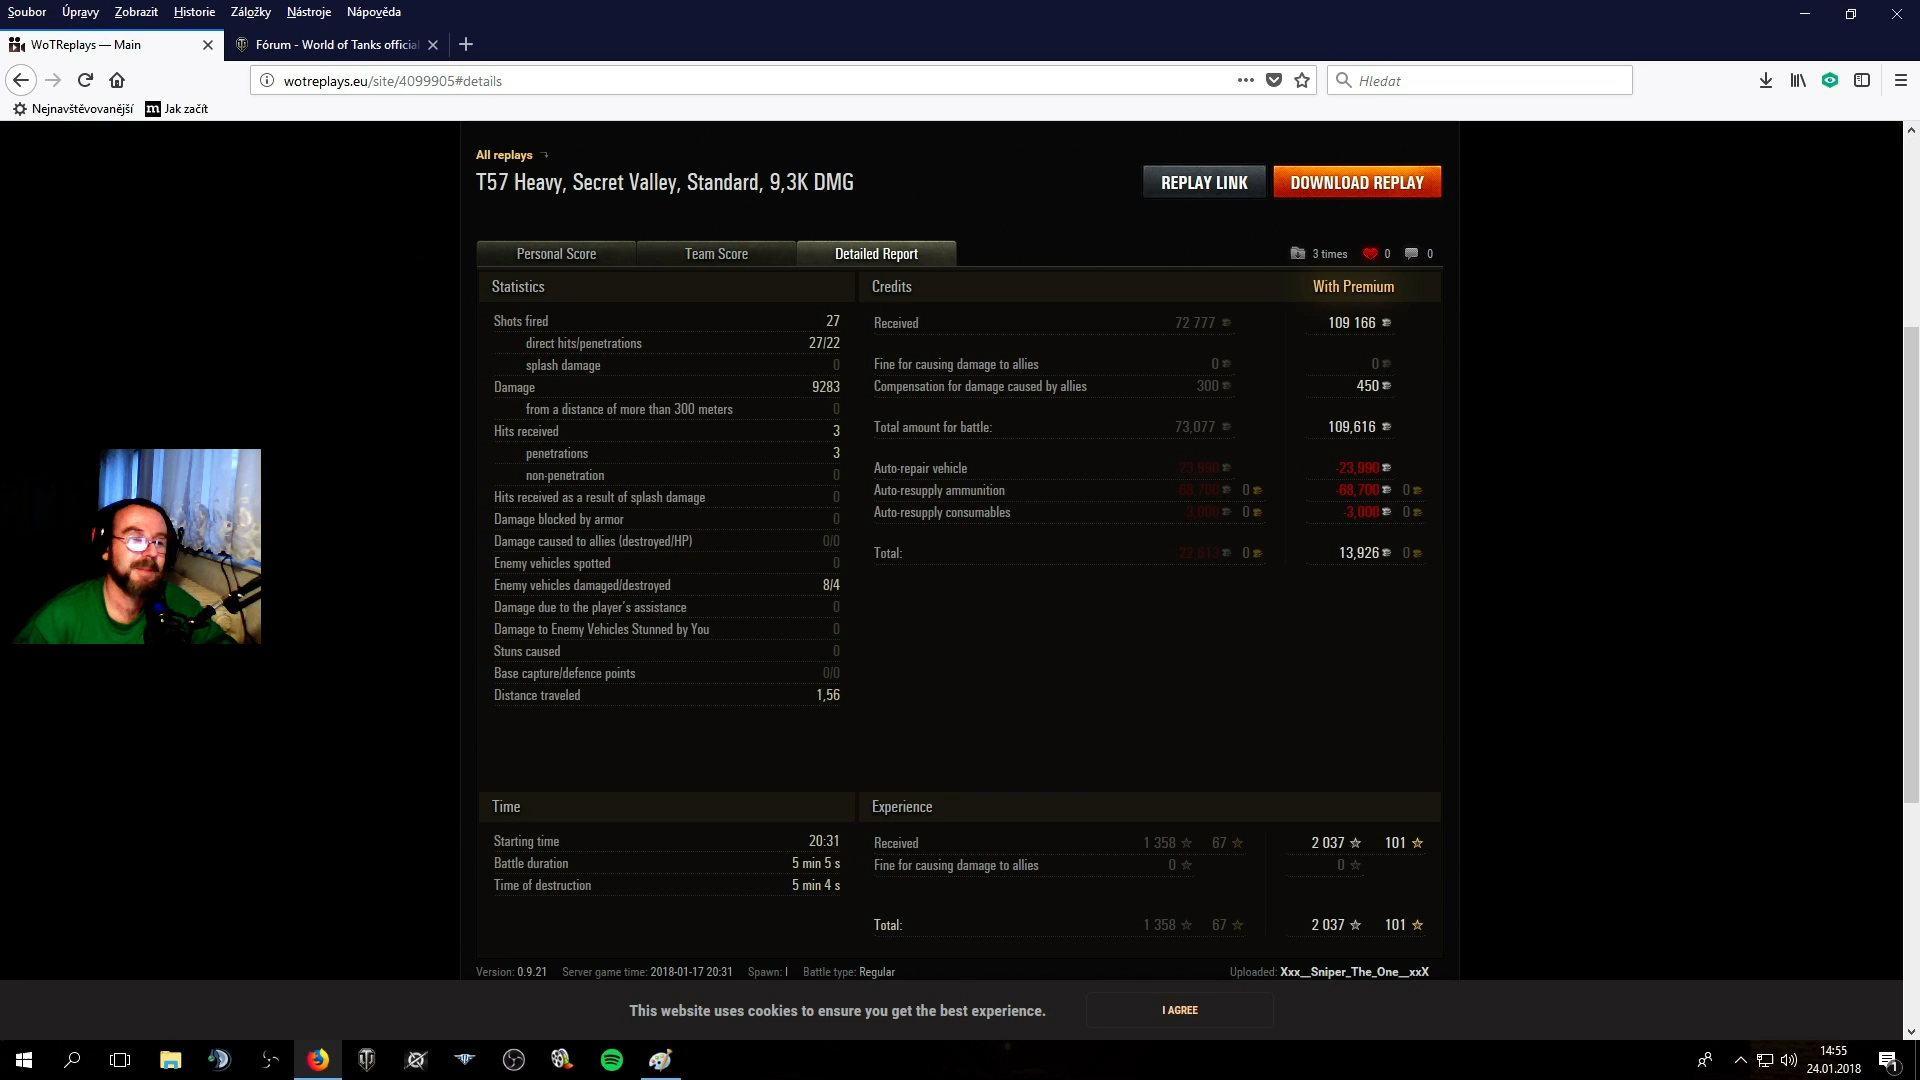 Soubor Úpravy Zobrazit Historie Záložky Nástroje Nápověda
WoTReplays — Main Fórum - World of Tanks official
wotreplays.eu/site/4099905#details Hledat
Nejnavštěvovanější Jak začít
All replays
T57 Heavy, Secret Valley, Standard, 9,3K DMG REPLAY LINK DOWNLOAD REPLAY
Personal Score Team Score Detailed Report 3 times 0 0
Statistics
Shots fired 27
direct hits/penetrations 27/22
splash damage 0
Damage 9283
from a distance of more than 300 meters 0
Hits received 3
penetrations 3
non-penetration 0
Hits received as a result of splash damage 0
Damage blocked by armor 0
Damage caused to allies (destroyed/HP) 0/0
Enemy vehicles spotted 0
Enemy vehicles damaged/destroyed 8/4
Damage due to the player's assistance 0
Damage to Enemy Vehicles Stunned by You 0
Stuns caused 0
Base capture/defence points 0/0
Distance traveled 1,56
Credits With Premium
Received 72 777 109 166
Fine for causing damage to allies 0 0
Compensation for damage caused by allies 300 450
Total amount for battle: 73,077 109,616
Auto-repair vehicle 23,990 -23,990
Auto-resupply ammunition 68,700 0 -68,700 0
Auto-resupply consumables 3,000 0 -3,000 0
Total: 22,613 0 13,926 0
Time
Starting time 20:31
Battle duration 5 min 5 s
Time of destruction 5 min 4 s
Experience
Received 1 358 67 2 037 101
Fine for causing damage to allies 0 0
Total: 1 358 67 2 037 101
Version: 0.9.21 Server game time: 2018-01-17 20:31 Spawn: I Battle type: Regular Uploaded: Xxx__Sniper_The_One__xxX
This website uses cookies to ensure you get the best experience. I AGREE
14:55
24.01.2018
1